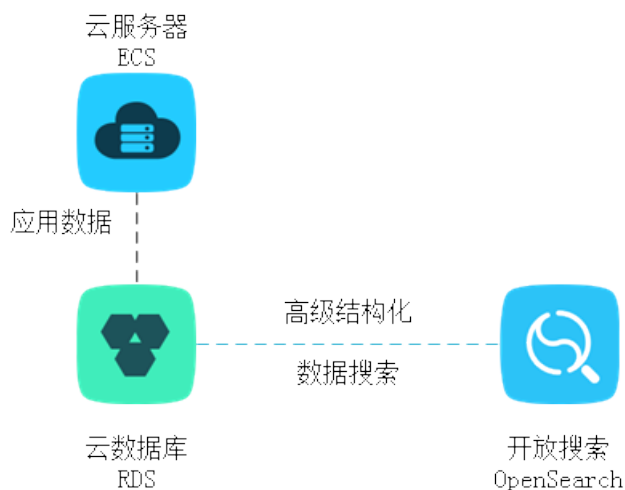 云服务器
ECS
应用数据
高级结构化
数据搜索
云数据库
RDS
开放搜索
OpenSearch